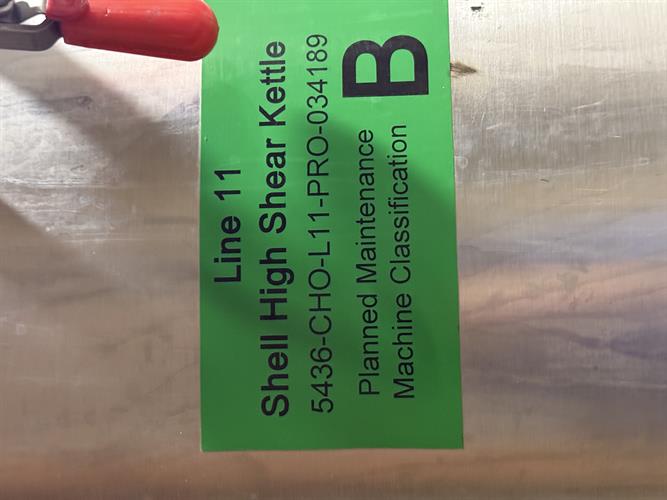 Line 11
Shell High Shear Kettle
5436-CHO-L11-PRO-034189
Planned Maintenance
Machine Classification
B